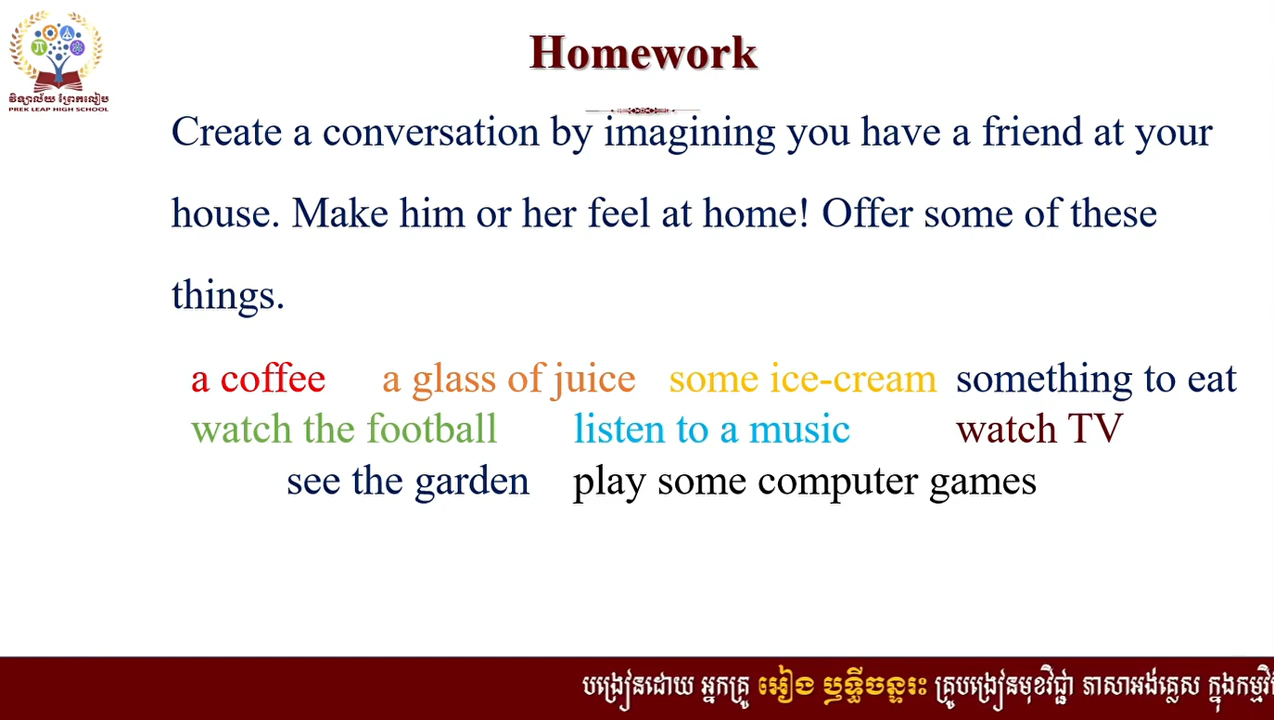 Homework
វិទ្យាល័យ ព្រែកលៀប
PREK LEAP HIGH SCHOOL
Create a conversation by imagining you have a friend at your
house. Make him or her feel at home! Offer some of these
things.
a coffee a glass of juice some ice-cream something to eat
watch the football listen to a music watch TV
see the garden play some computer games
បង្រៀនដោយ អ្នកគ្រូ អៀង ឫទ្ធីចន្ទរះ គ្រូបង្រៀនមុខវិជ្ជា ភាសាអង់គ្លេស ក្នុងកម្មវិ